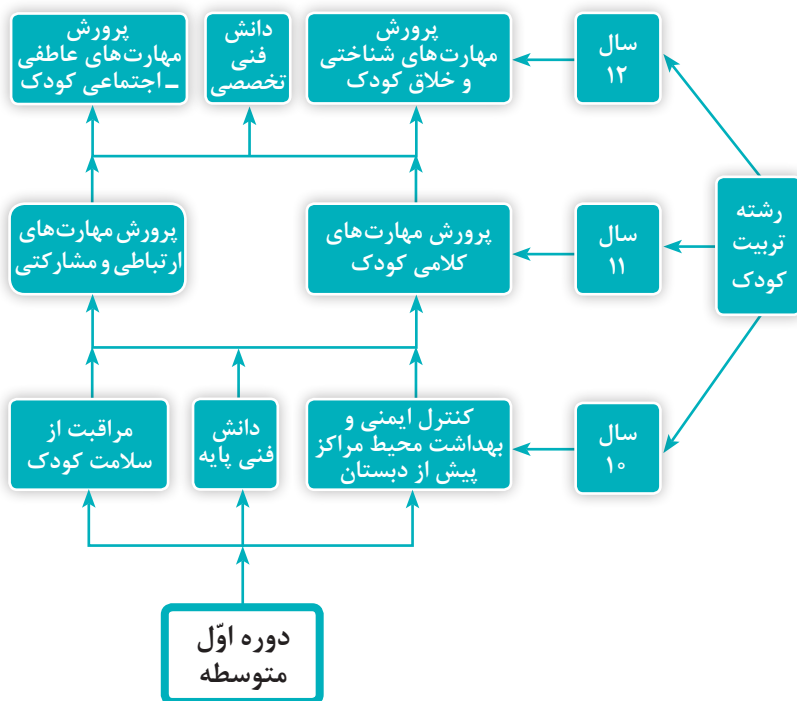 پرورش
مهارت‌های شناختی
و خلاق کودک
دانش
فنی
تخصصی
پرورش
مهارت‌های عاطفی
ـ اجتماعی کودک
سال
۱۲
رشته
تربیت
کودک
سال
۱۱
پرورش مهارت‌های
کلامی کودک
پرورش مهارت‌های
ارتباطی و مشارکتی
سال
۱۰
کنترل ایمنی و
بهداشت محیط مراکز
پیش از دبستان
دانش
فنی پایه
مراقبت از
سلامت کودک
دوره اوّل
متوسطه